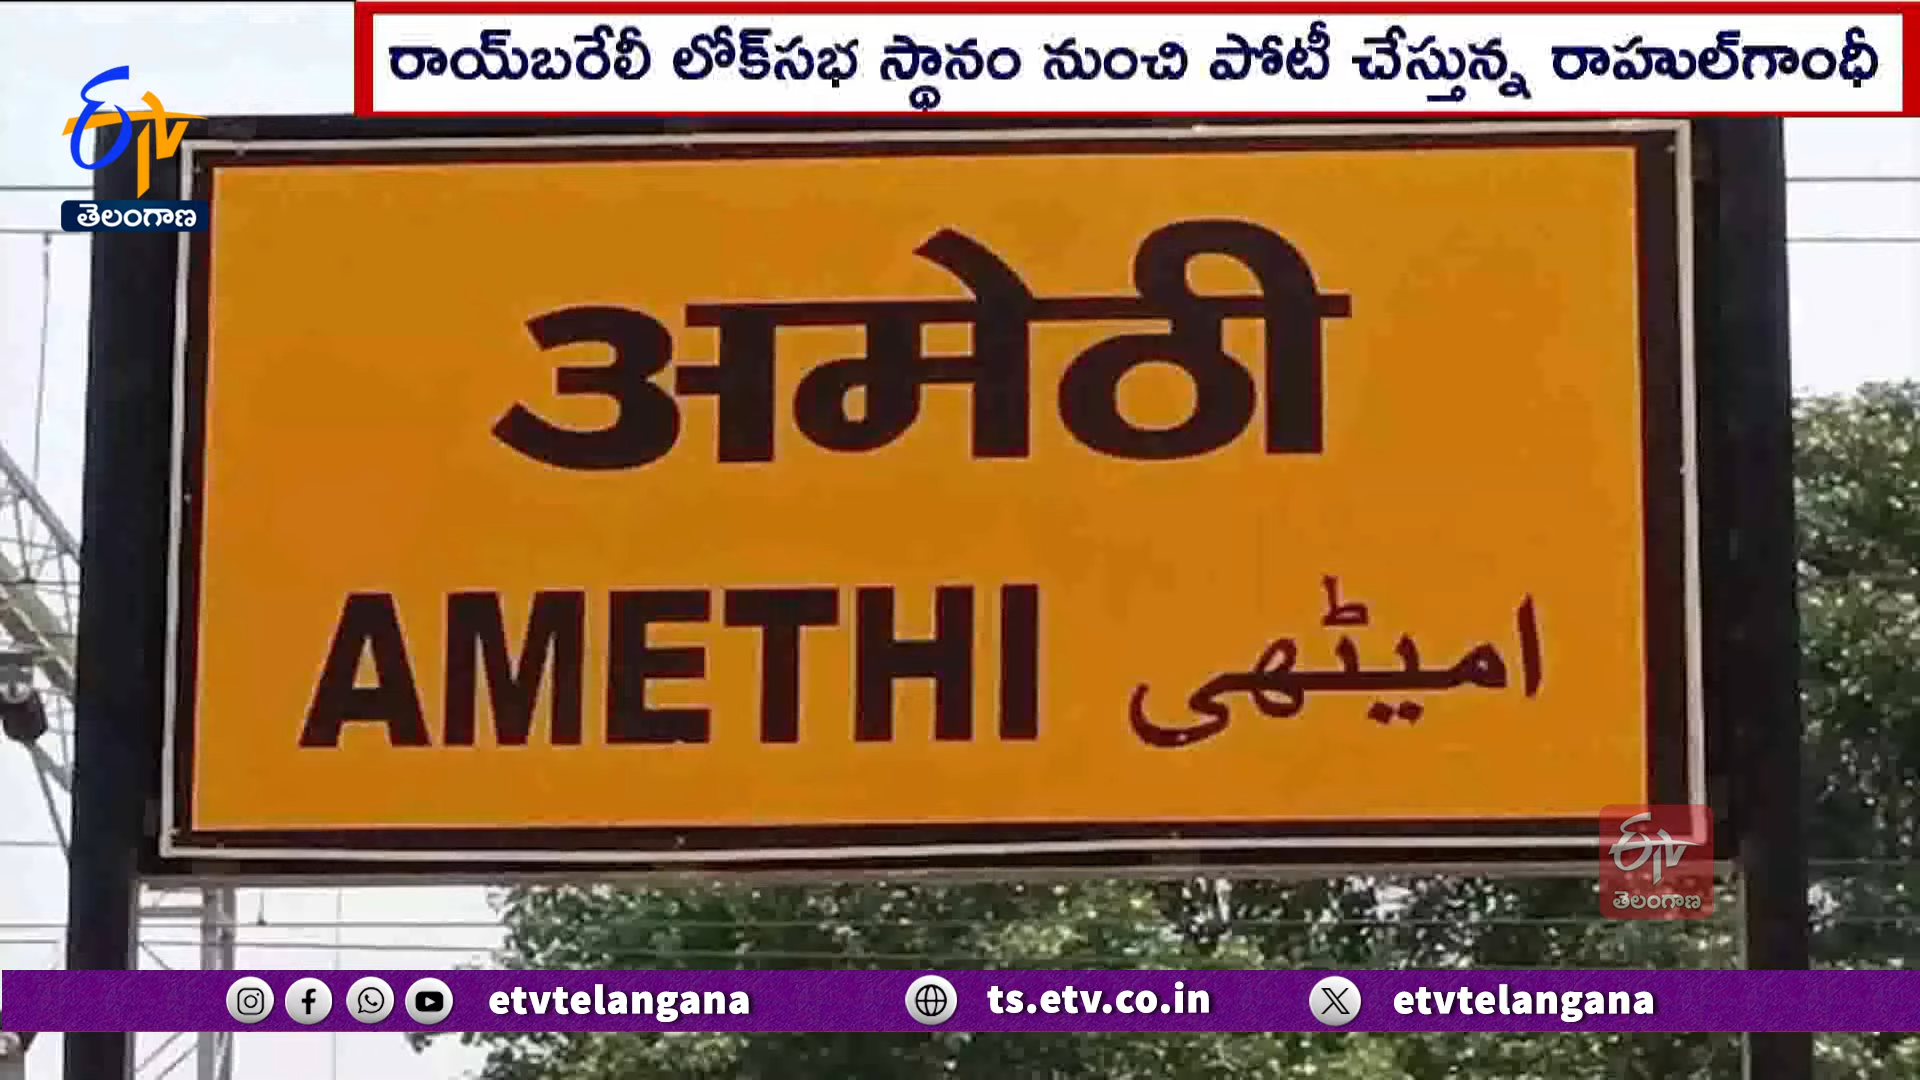 రాయ్‌బరేలీ లోక్‌సభ స్థానం నుంచి పోటీ చేస్తున్న రాహుల్‌గాంధీ
ETV
తెలంగాణ
अमेठी
AMETHI امیٹھی
ETV
తెలంగాణ
etvtelangana ts.etv.co.in etvtelangana